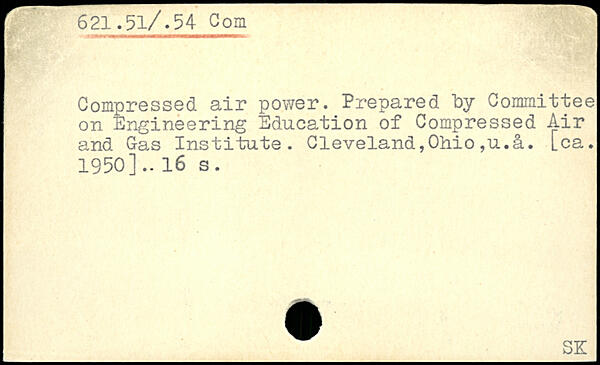 621.51/.54 Com
Compressed air power. Prepared by Committee
on Engineering Education of Compressed Air
and Gas Institute. Cleveland,Ohio,u.å. [ca.
1950].. 16 s.
SK